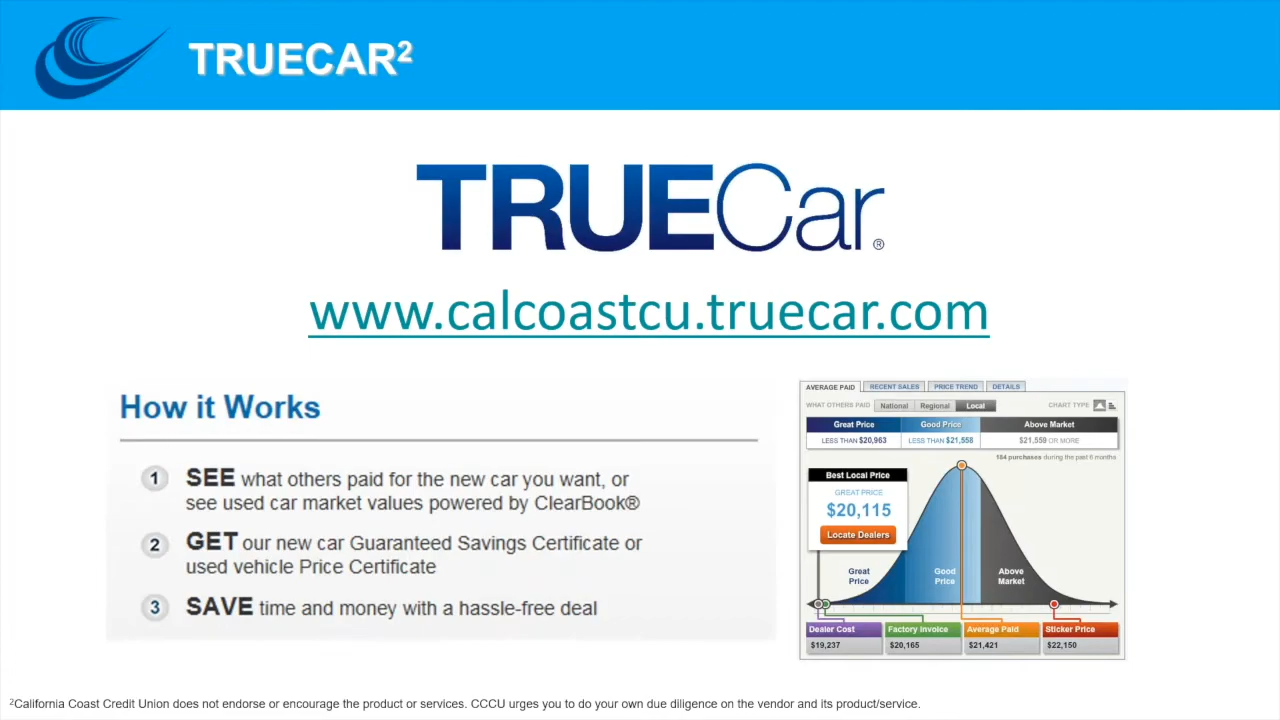 TRUECAR²
TRUECar®
www.calcoastcu.truecar.com
How it Works
1 SEE what others paid for the new car you want, or
see used car market values powered by ClearBook®
2 GET our new car Guaranteed Savings Certificate or
used vehicle Price Certificate
3 SAVE time and money with a hassle-free deal
AVERAGE PAID RECENT SALES PRICE TREND DETAILS
WHAT OTHERS PAID National Regional Local CHART TYPE
Great Price Good Price Above Market
LESS THAN $20,963 LESS THAN $21,558 $21,559 OR MORE
184 purchases during the past 6 months
Best Local Price
GREAT PRICE
$20,115
Locate Dealers
Great Good Above
Price Price Market
Dealer Cost Factory Invoice Average Paid Sticker Price
$19,237 $20,165 $21,421 $22,150
²California Coast Credit Union does not endorse or encourage the product or services. CCCU urges you to do your own due diligence on the vendor and its product/service.